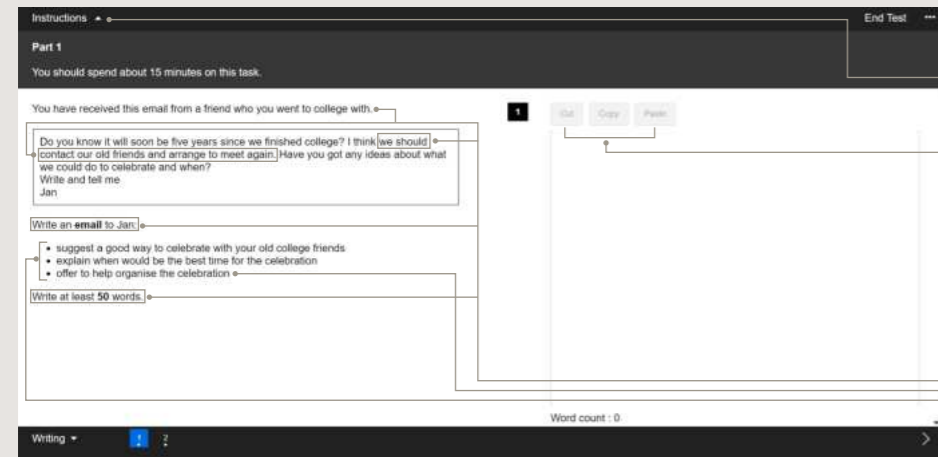 Instructions
End Test
Part 1
You should spend about 15 minutes on this task.
You have received this email from a friend who you went to college with.
Do you know it will soon be five years since we finished college? I think we should
contact our old friends and arrange to meet again. Have you got any ideas about what
we could do to celebrate and when?
Write and tell me
Jan
Write an email to Jan:
• suggest a good way to celebrate with your old college friends
• explain when would be the best time for the celebration
• offer to help organise the celebration
Write at least 50 words.
1
Cut Copy Paste
Word count : 0
Writing
1 2